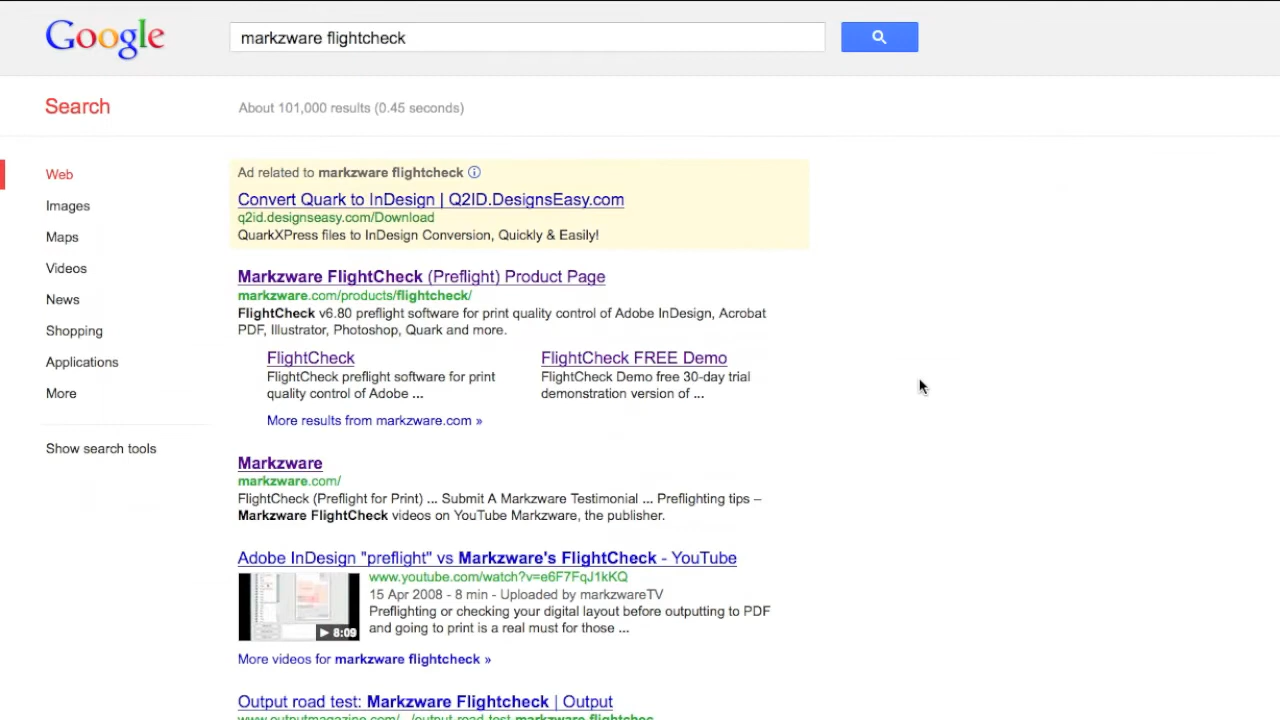 Google
markzware flightcheck
Search
About 101,000 results (0.45 seconds)
Web
Images
Maps
Videos
News
Shopping
Applications
More
Show search tools
Ad related to markzware flightcheck
Convert Quark to InDesign | Q2ID.DesignsEasy.com
q2id.designseasy.com/Download
QuarkXPress files to InDesign Conversion, Quickly & Easily!
Markzware FlightCheck (Preflight) Product Page
markzware.com/products/flightcheck/
FlightCheck v6.80 preflight software for print quality control of Adobe InDesign, Acrobat
PDF, Illustrator, Photoshop, Quark and more.
FlightCheck
FlightCheck preflight software for print
quality control of Adobe ...
FlightCheck FREE Demo
FlightCheck Demo free 30-day trial
demonstration version of ...
More results from markzware.com »
Markzware
markzware.com/
FlightCheck (Preflight for Print) ... Submit A Markzware Testimonial ... Preflighting tips –
Markzware FlightCheck videos on YouTube Markzware, the publisher.
Adobe InDesign "preflight" vs Markzware's FlightCheck - YouTube
www.youtube.com/watch?v=e6F7FqJ1kKQ
15 Apr 2008 - 8 min - Uploaded by markzwareTV
Preflighting or checking your digital layout before outputting to PDF
and going to print is a real must for those ...
8:09
More videos for markzware flightcheck »
Output road test: Markzware Flightcheck | Output
www.outputmagazine.com/.../output-road-test-markzware-flightchec...